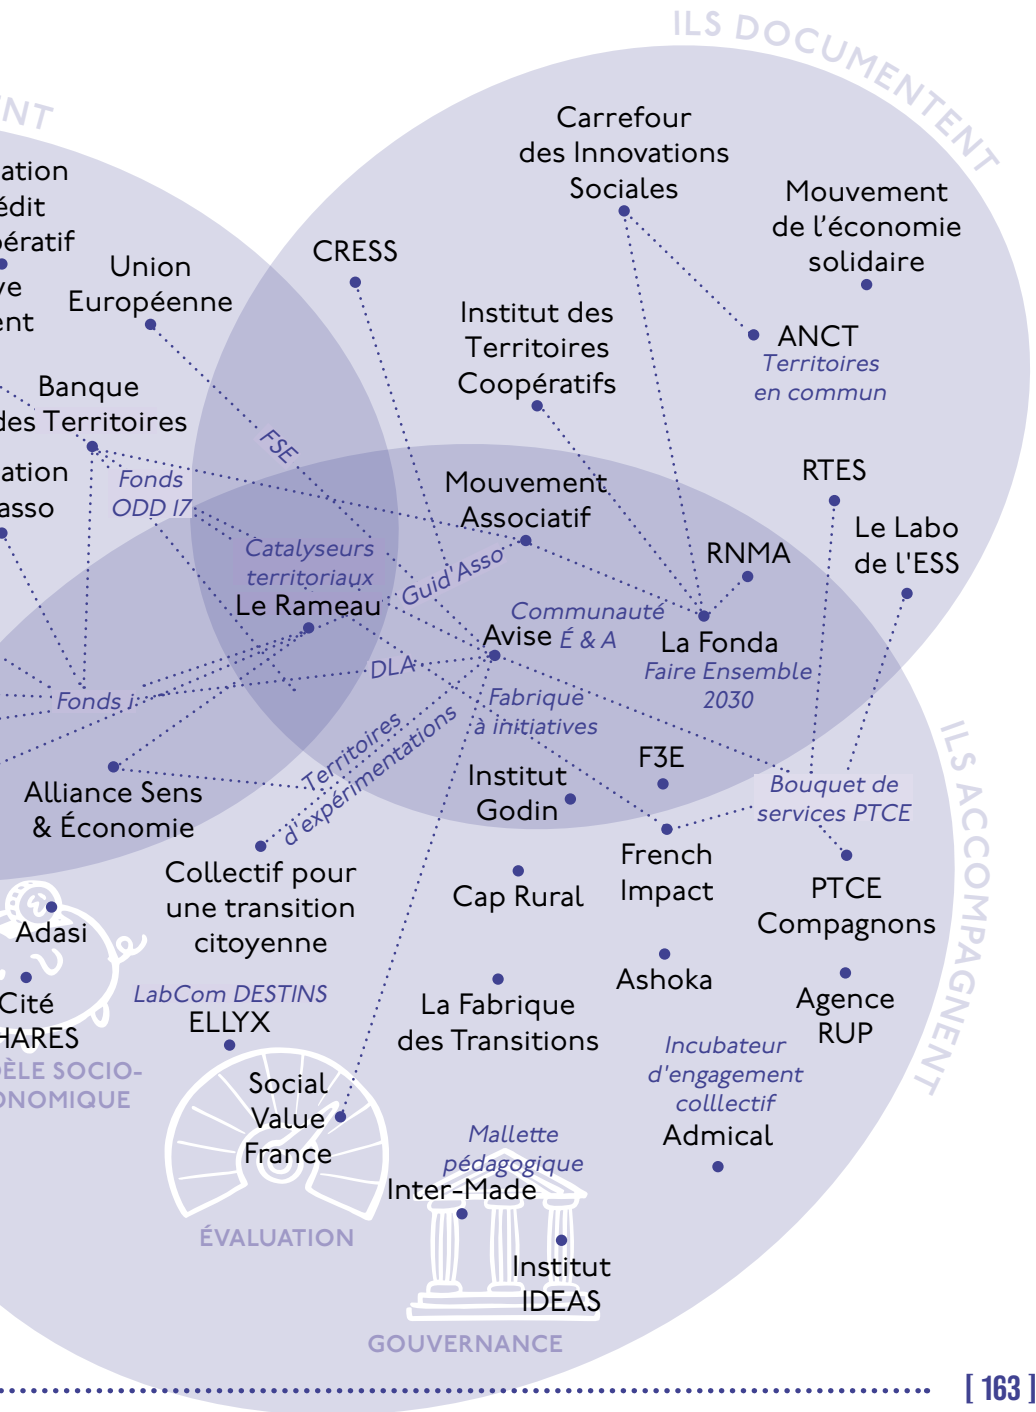 ILS DOCUMENTENT
NT
Carrefour
des Innovations
Sociales
Mouvement
de l'économie
solidaire
ation
édit
ération
ve
nt
Union
Européenne
CRESS
Institut des
Territoires
Coopératifs
ANCT
Territoires
en commun
Banque
des Territoires
FSE
ation
asso
Fonds
ODD 17
Mouvement
Associatif
RTES
Le Labo
de l'ESS
RNMA
Catalyseurs
territoriaux
Le Rameau
Guid'Asso
Communauté
É & A
Avise
La Fonda
Faire Ensemble
2030
DLA
Fonds i
Fabrique
à initiatives
Territoires
d'expérimentations
ILS ACCOMPAGNENT
Alliance Sens
& Économie
Institut
Godin
F3E
Bouquet de
services PTCE
Collectif pour
une transition
citoyenne
Cap Rural
French
Impact
PTCE
Compagnons
Adasi
Cité
HARES
ÈLE SOCIO-
ONOMIQUE
LabCom DESTINS
ELLYX
La Fabrique
des Transitions
Ashoka
Agence
RUP
Social
Value
France
ÉVALUATION
Incubateur
d'engagement
colllectif
Admical
Mallette
pédagogique
Inter-Made
Institut
IDEAS
GOUVERNANCE
[ 163 ]